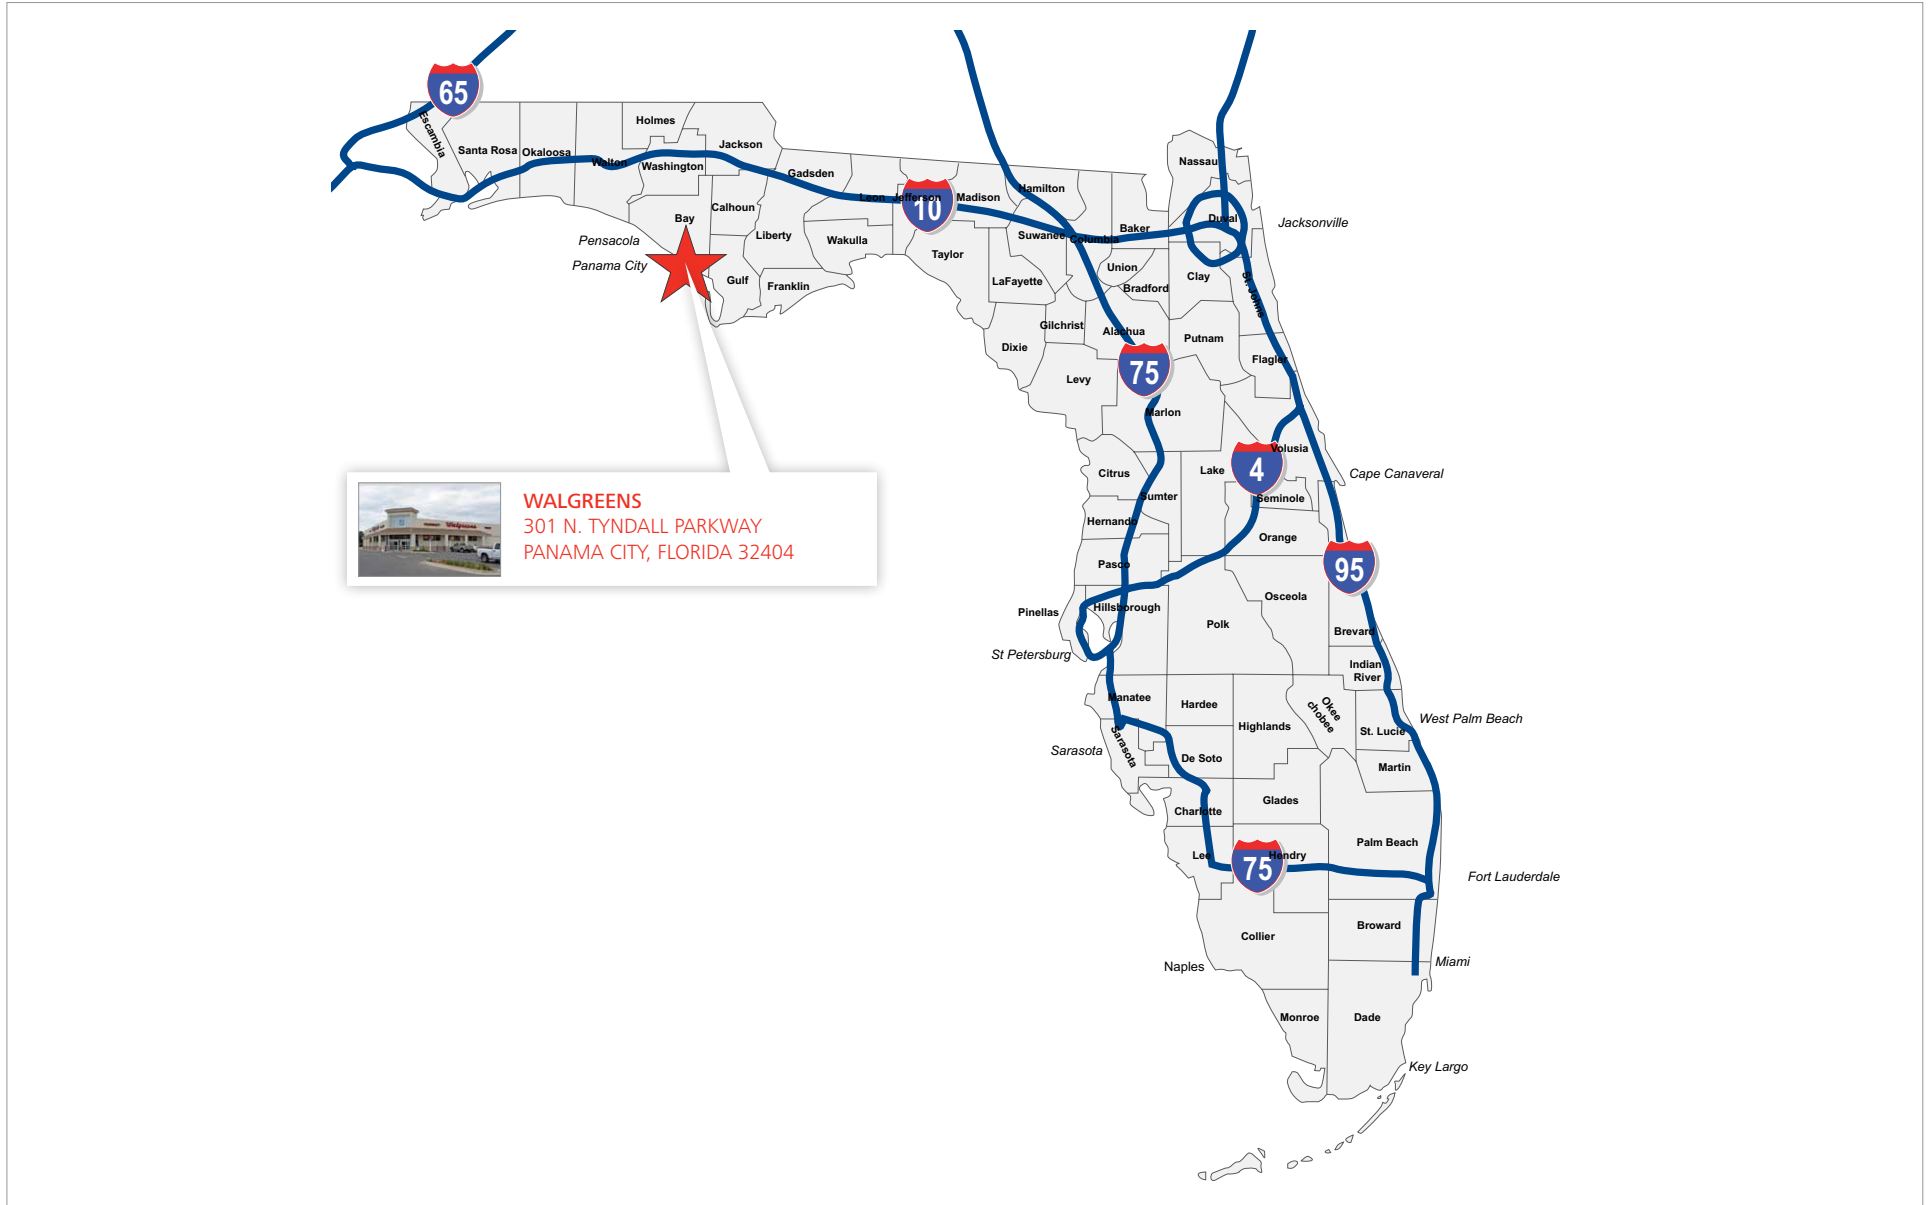 65
Escambia
Santa Rosa
Okaloosa
Walton
Holmes
Washington
Jackson
Bay
Calhoun
Gulf
Liberty
Gadsden
Franklin
Wakulla
Leon
Jefferson
10
Madison
Taylor
Hamilton
Suwanee
LaFayette
Dixie
Columbia
Baker
Union
Bradford
Gilchrist
Alachua
Levy
75
Nassau
Duval
Clay
St. Johns
Putnam
Flagler
Marlon
Volusia
4
Citrus
Sumter
Lake
Seminole
Hernando
Orange
Pasco
95
Pinellas
Hillsborough
Polk
Osceola
Brevard
Indian
River
Manatee
Hardee
Highlands
Okee
chobee
St. Lucie
Sarasota
De Soto
Martin
Charlotte
Glades
Lee
75
Hendry
Palm Beach
Collier
Broward
Monroe
Dade
Pensacola
Panama City
Jacksonville
Cape Canaveral
St Petersburg
West Palm Beach
Sarasota
Fort Lauderdale
Naples
Miami
Key Largo
WALGREENS
301 N. TYNDALL PARKWAY
PANAMA CITY, FLORIDA 32404
Walgreens